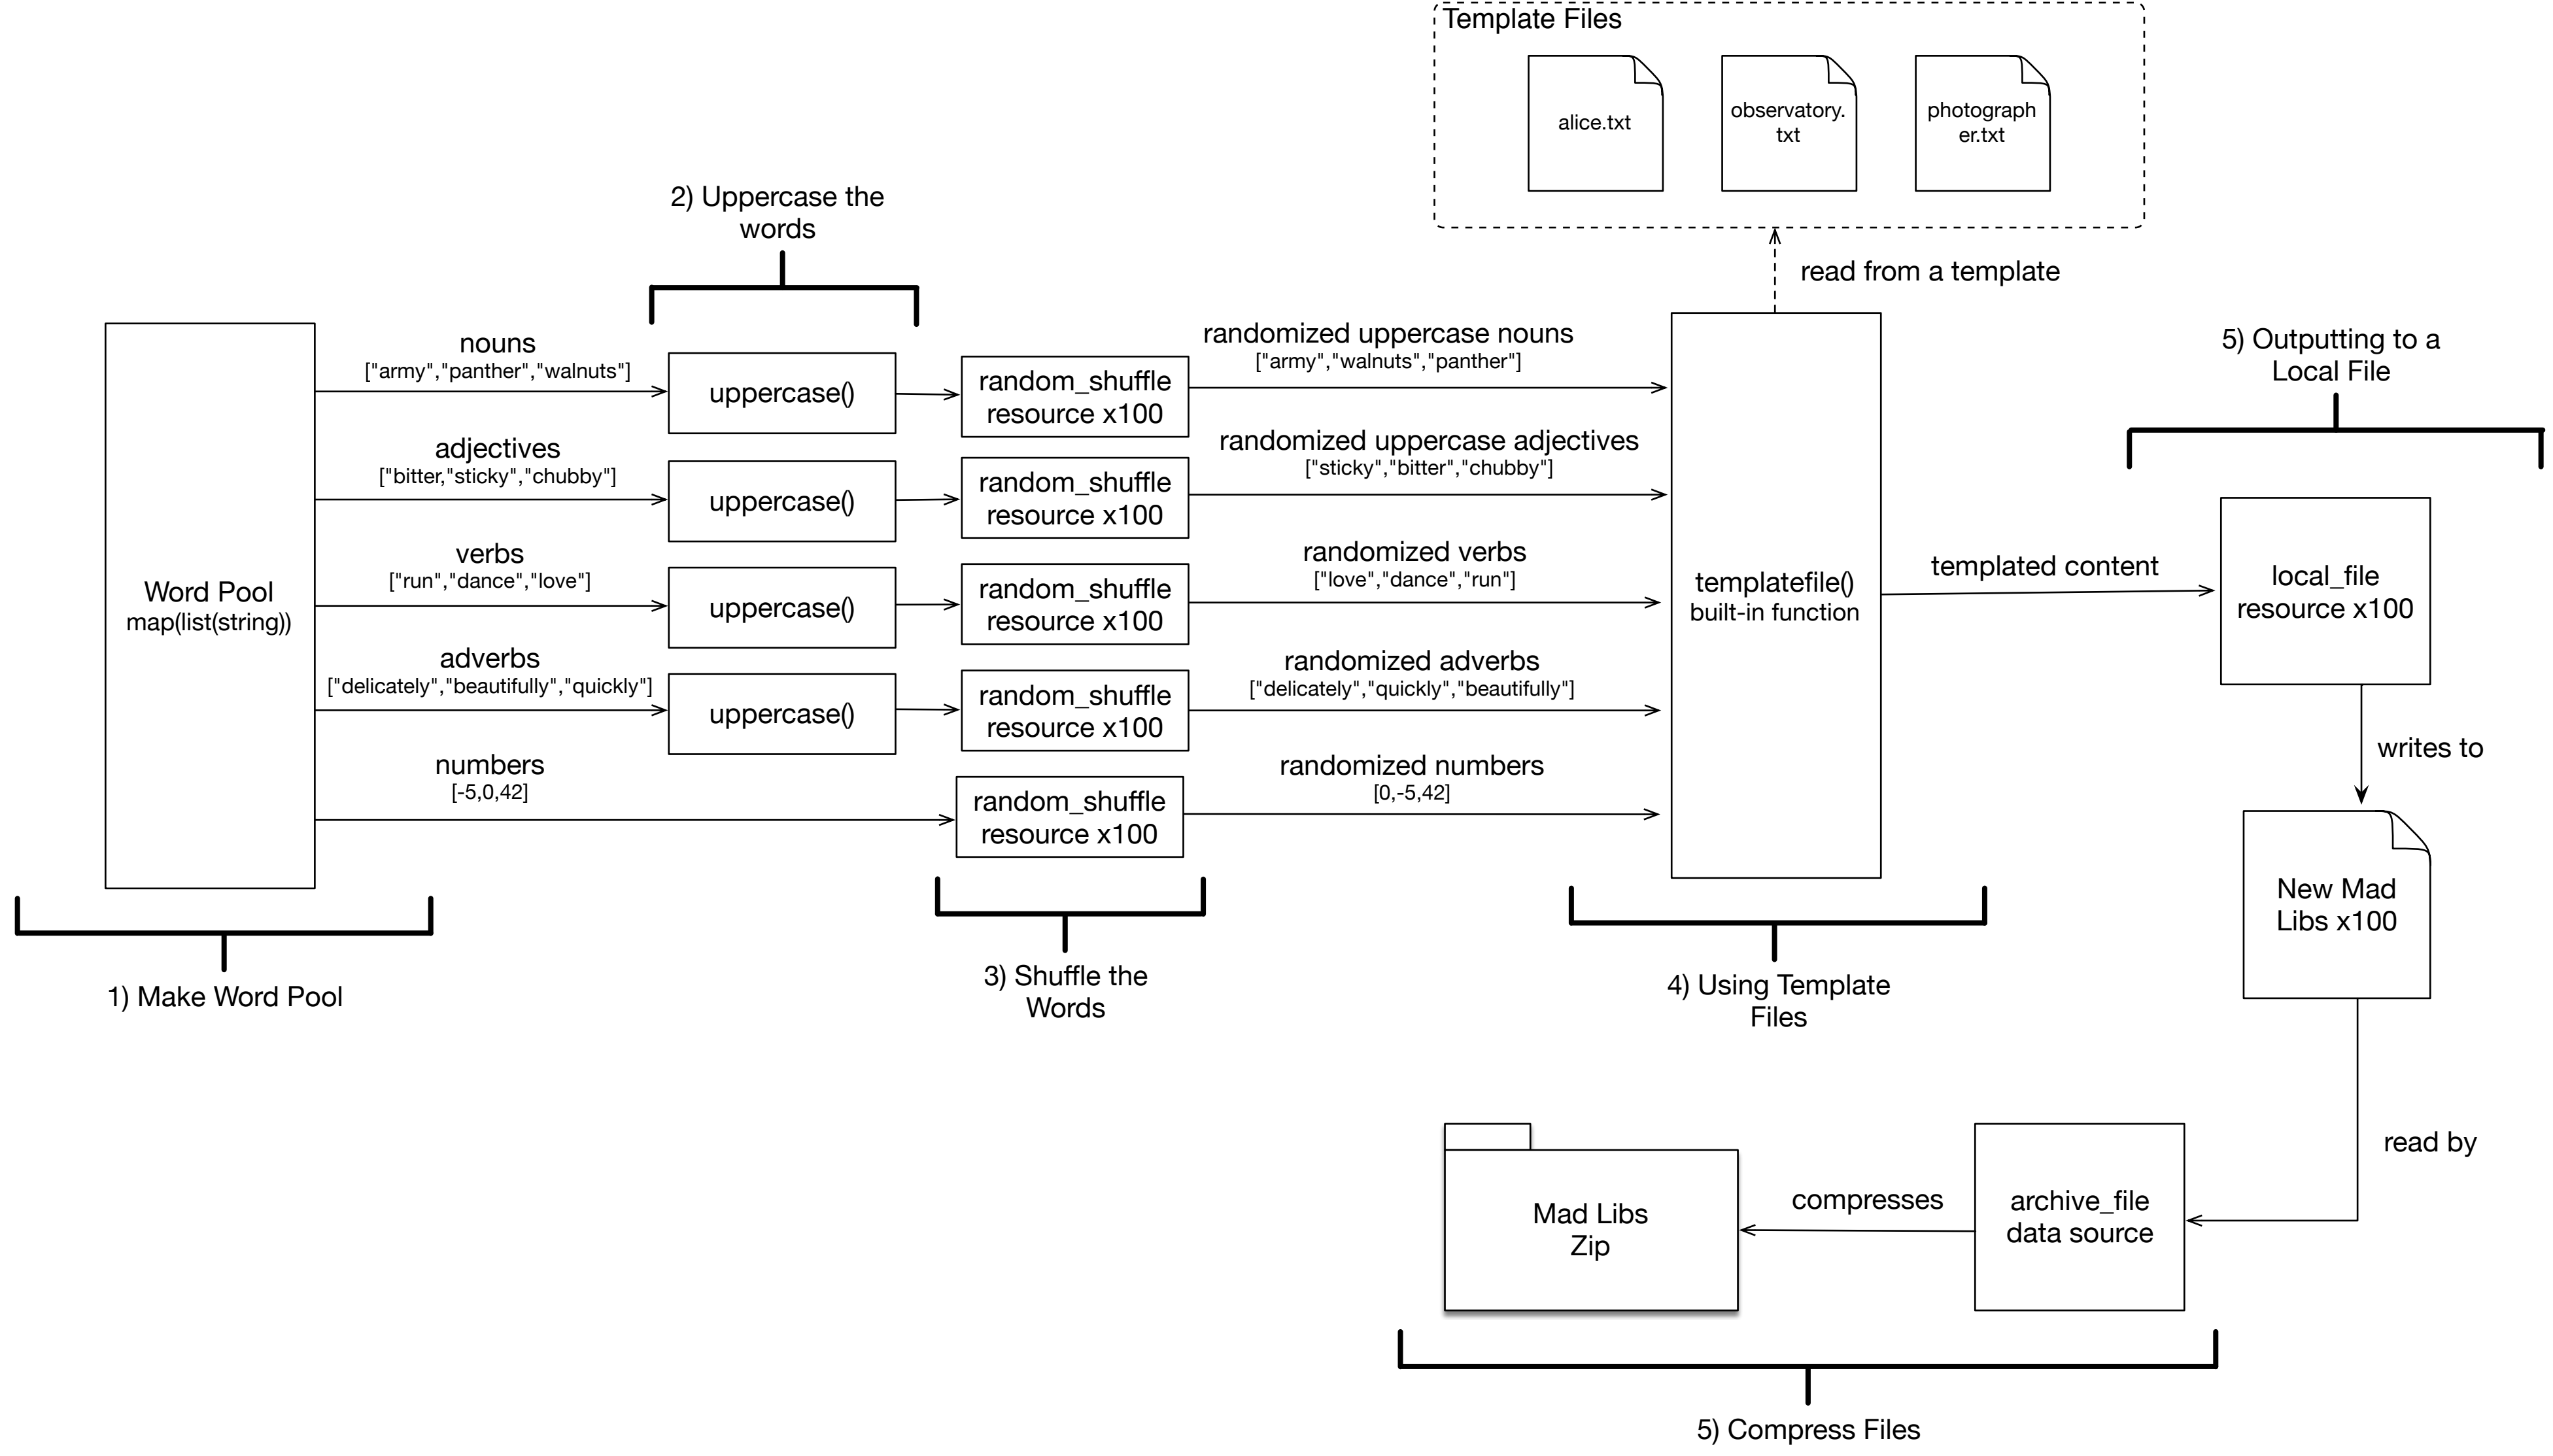 Template Files
alice.txt
observatory.
txt
photograph
er.txt
read from a template
2) Uppercase the
words
1) Make Word Pool
Word Pool
map(list(string))
nouns
["army","panther","walnuts"]
uppercase()
random_shuffle
resource x100
randomized uppercase nouns
["army","walnuts","panther"]
adjectives
["bitter,"sticky","chubby"]
uppercase()
random_shuffle
resource x100
randomized uppercase adjectives
["sticky","bitter","chubby"]
verbs
["run","dance","love"]
uppercase()
random_shuffle
resource x100
randomized verbs
["love","dance","run"]
adverbs
["delicately","beautifully","quickly"]
uppercase()
random_shuffle
resource x100
randomized adverbs
["delicately","quickly","beautifully"]
numbers
[-5,0,42]
random_shuffle
resource x100
randomized numbers
[0,-5,42]
3) Shuffle the
Words
templatefile()
built-in function
4) Using Template
Files
templated content
5) Outputting to a
Local File
local_file
resource x100
writes to
New Mad
Libs x100
read by
archive_file
data source
compresses
Mad Libs
Zip
5) Compress Files